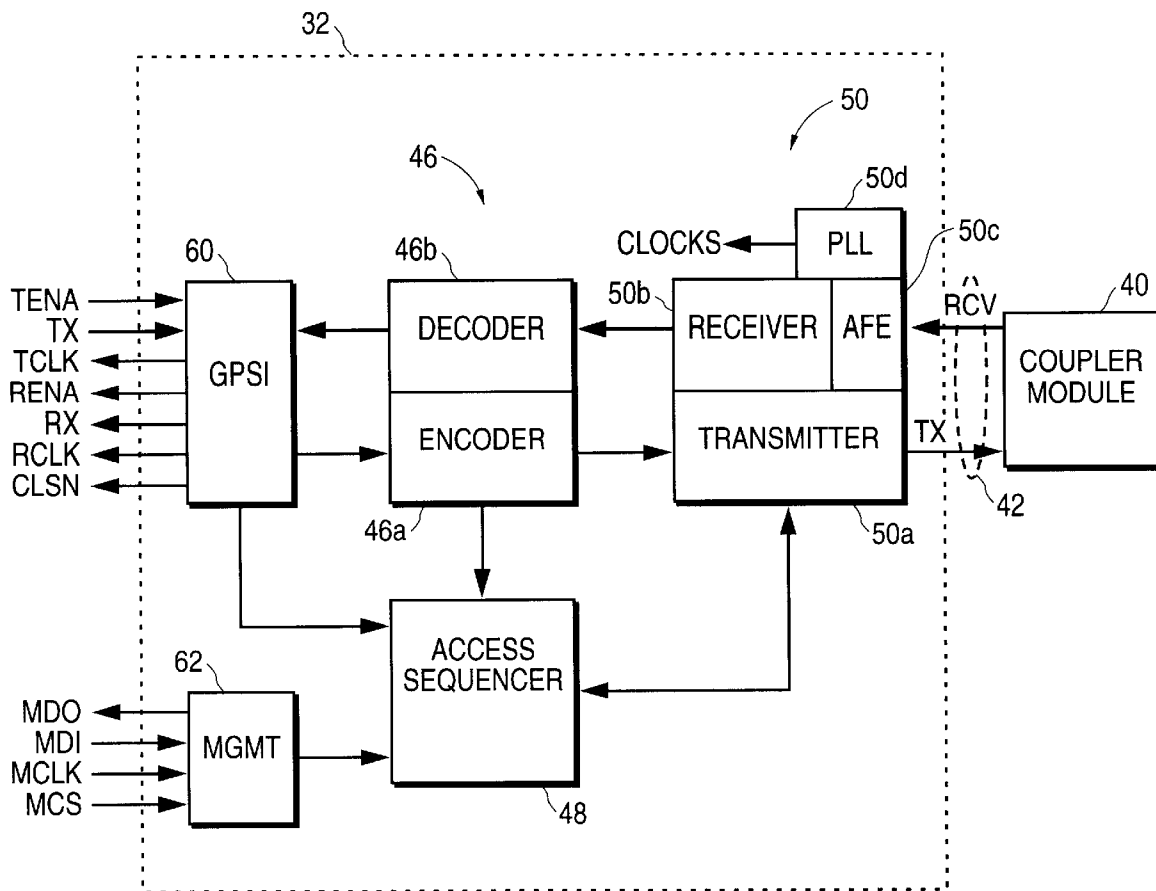 32
50
46
50d
CLOCKS
PLL
50c
60
46b
50b
40
TENA
TX
TCLK
RENA
RX
RCLK
CLSN
GPSI
DECODER
ENCODER
RECEIVER
AFE
TRANSMITTER
RCV
TX
COUPLER
MODULE
42
46a
50a
ACCESS
SEQUENCER
62
MDO
MDI
MCLK
MCS
MGMT
48